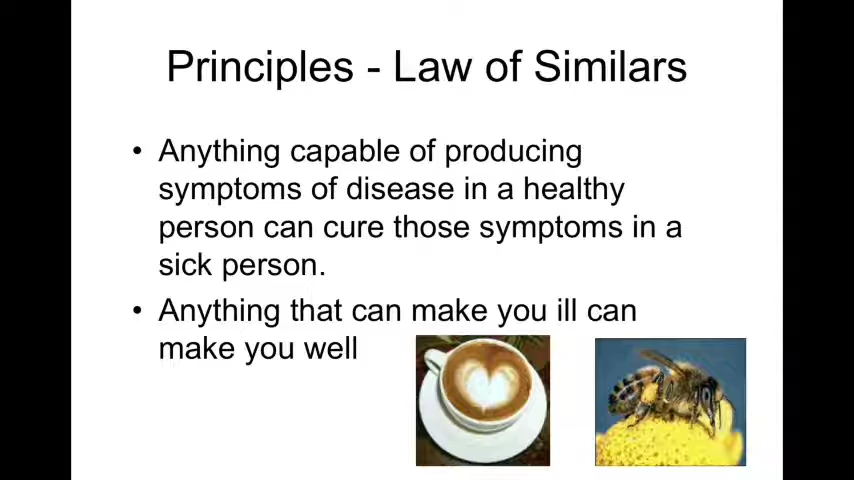 Principles - Law of Similars
• Anything capable of producing
symptoms of disease in a healthy
person can cure those symptoms in a
sick person.
• Anything that can make you ill can
make you well